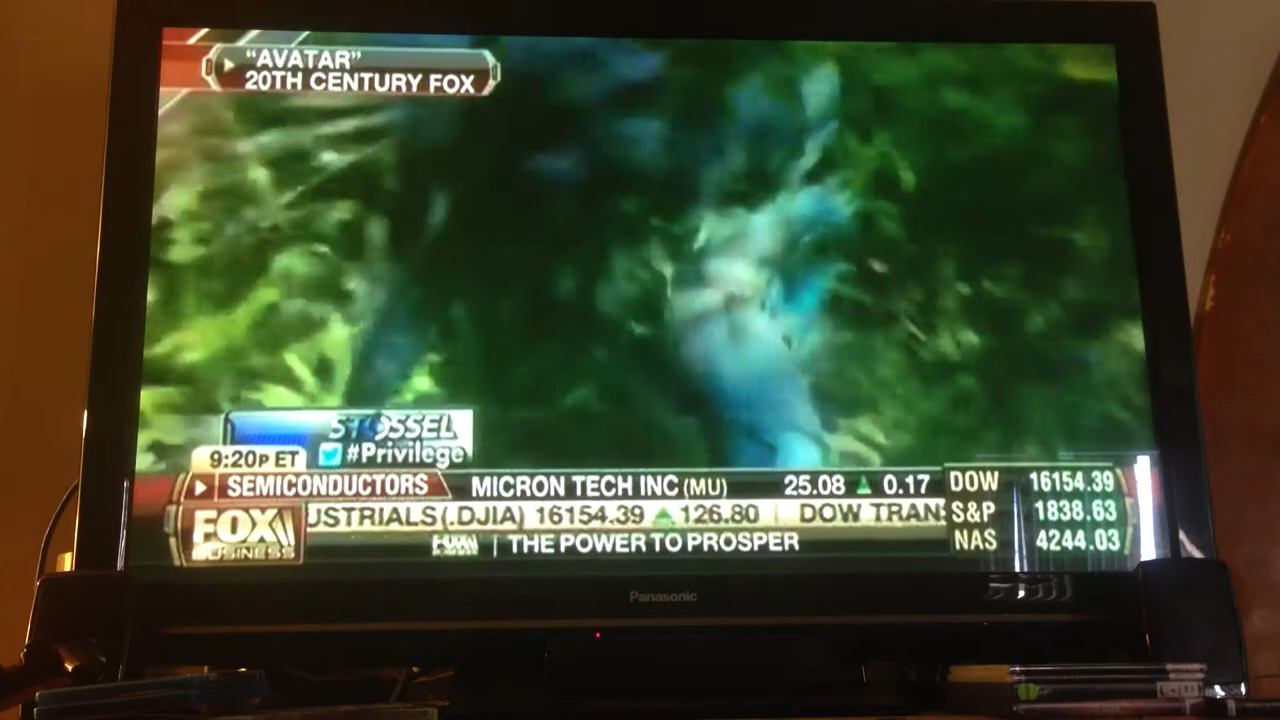 "AVATAR"
20TH CENTURY FOX
STOSSEL
#Privilege
9:20P ET
SEMICONDUCTORS
MICRON TECH INC (MU) 25.08 0.17
DOW 16154.39
USTRIALS(.DJIA) 16154.39 126.80 DOW TRAN
S&P 1838.63
FOX
BUSINESS
THE POWER TO PROSPER
NAS 4244.03
Panasonic